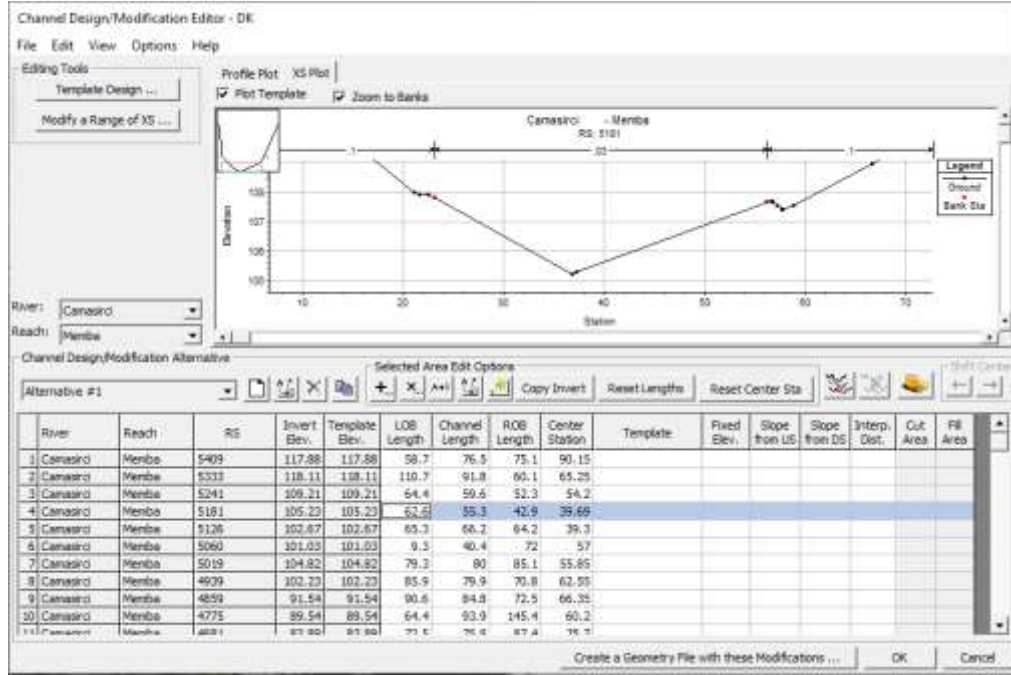 Channel Design/Modification Editor - DK
File Edit View Options Help
Editing Tools
Template Design ...
Modify a Range of XS ...
Profile Plot XS Plot
Plot Template Zoom to Banks
Camasirci - Memba
RS: 5181
.1 .03 .1
Legend
Ground
Bank Sta
Elevation
108
107
106
105
10 20 30 40 50 60 70
Station
River: Camasirci
Reach: Memba
Channel Design/Modification Alternative
Selected Area Edit Options
Shift Center
Alternative #1
Copy Invert Reset Lengths Reset Center Sta
River Reach RS Invert Elev. Template Elev. LOB Length Channel Length ROB Length Center Station Template Fixed Elev. Slope from US Slope from DS Interp. Dist. Cut Area Fill Area
1 Camasirci Memba 5409 117.88 117.88 58.7 76.5 75.1 90.15
2 Camasirci Memba 5333 118.11 118.11 110.7 91.8 60.1 65.25
3 Camasirci Memba 5241 109.21 109.21 64.4 59.6 52.3 54.2
4 Camasirci Memba 5181 105.23 105.23 62.6 55.3 42.9 39.69
5 Camasirci Memba 5126 102.67 102.67 65.3 66.2 64.2 39.3
6 Camasirci Memba 5060 101.03 101.03 9.3 40.4 72 57
7 Camasirci Memba 5019 104.82 104.82 79.3 80 85.1 55.85
8 Camasirci Memba 4939 102.23 102.23 85.9 79.9 70.8 62.55
9 Camasirci Memba 4859 91.54 91.54 90.6 84.8 72.5 66.35
10 Camasirci Memba 4775 89.54 89.54 64.4 93.9 145.4 60.2
Create a Geometry File with these Modifications ... OK Cancel